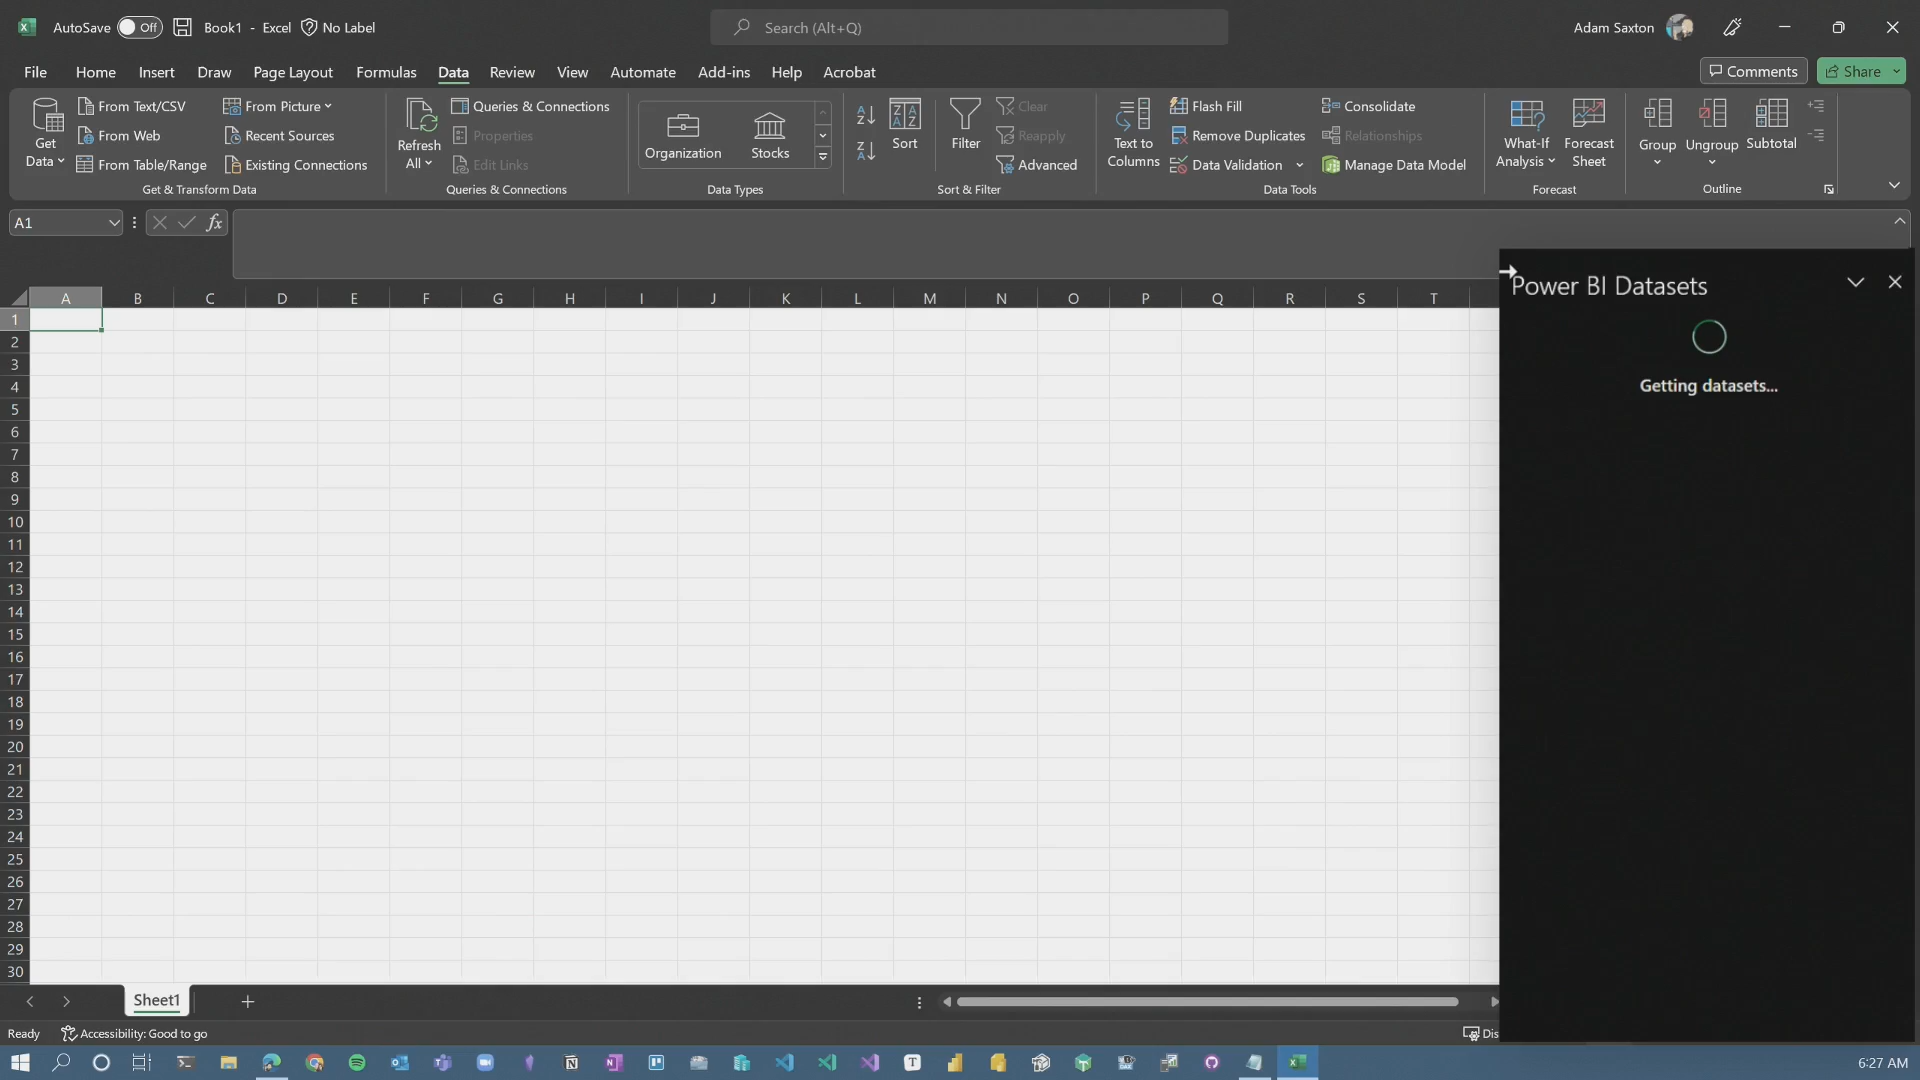 AutoSave Off Book1 - Excel No Label Search (Alt+Q) Adam Saxton
File Home Insert Draw Page Layout Formulas Data Review View Automate Add-ins Help Acrobat Comments Share
Get Data
From Text/CSV
From Web
From Table/Range
From Picture
Recent Sources
Existing Connections
Get & Transform Data
Refresh All
Queries & Connections
Properties
Edit Links
Queries & Connections
Organization
Stocks
Data Types
Sort
Filter
Clear
Reapply
Advanced
Sort & Filter
Text to Columns
Flash Fill
Remove Duplicates
Data Validation
Consolidate
Relationships
Manage Data Model
Data Tools
What-If Analysis
Forecast Sheet
Forecast
Group
Ungroup
Subtotal
Outline
A1 fx
Power BI Datasets
Getting datasets...
A B C D E F G H I J K L M N O P Q R S T
1
2
3
4
5
6
7
8
9
10
11
12
13
14
15
16
17
18
19
20
21
22
23
24
25
26
27
28
29
30
Sheet1
Ready Accessibility: Good to go Dis
6:27 AM